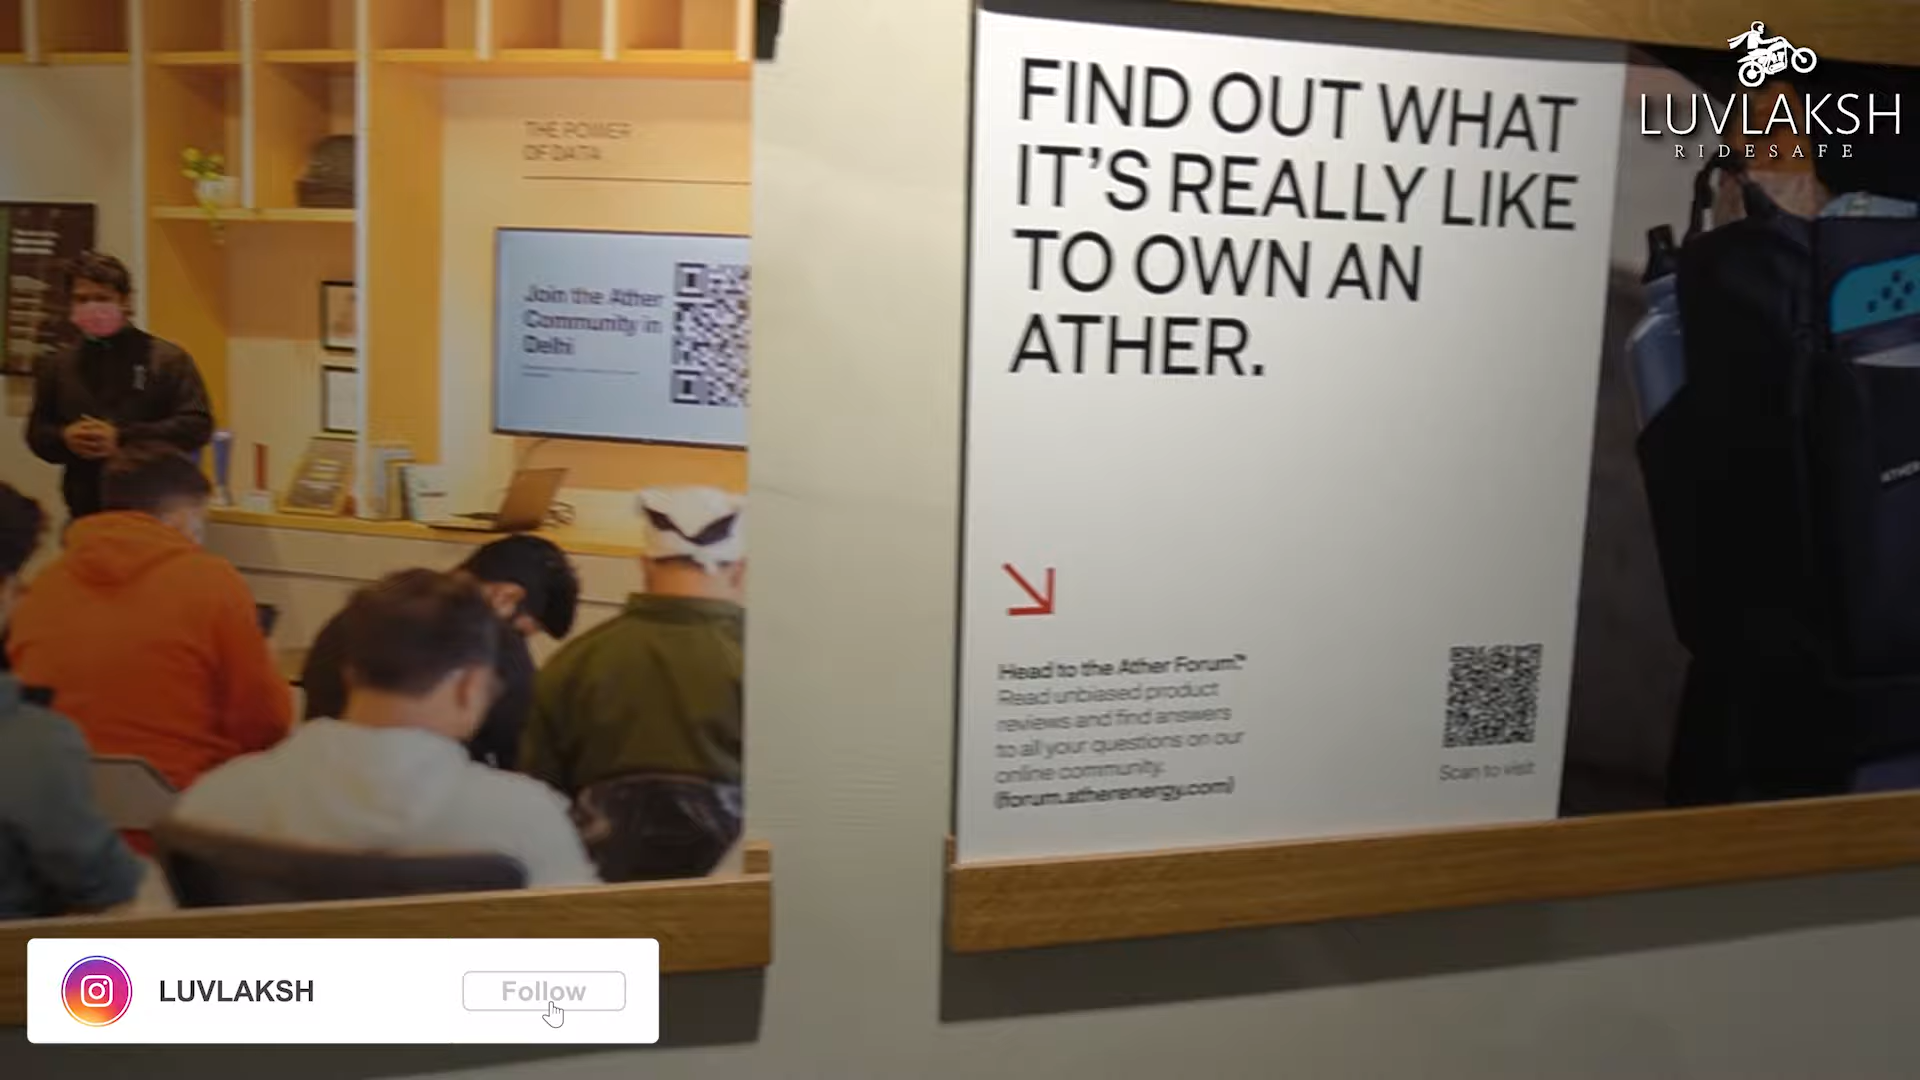 THE POWER
OF DATA
Join the Ather
Community in
Delhi
FIND OUT WHAT
IT'S REALLY LIKE
TO OWN AN
ATHER.
Head to the Ather Forum.™
Read unbiased product
reviews and find answers
to all your questions on our
online community.
(forum.atherenergy.com)
Scan to visit
ATHER
LUVLAKSH
RIDESAFE
LUVLAKSH
Follow